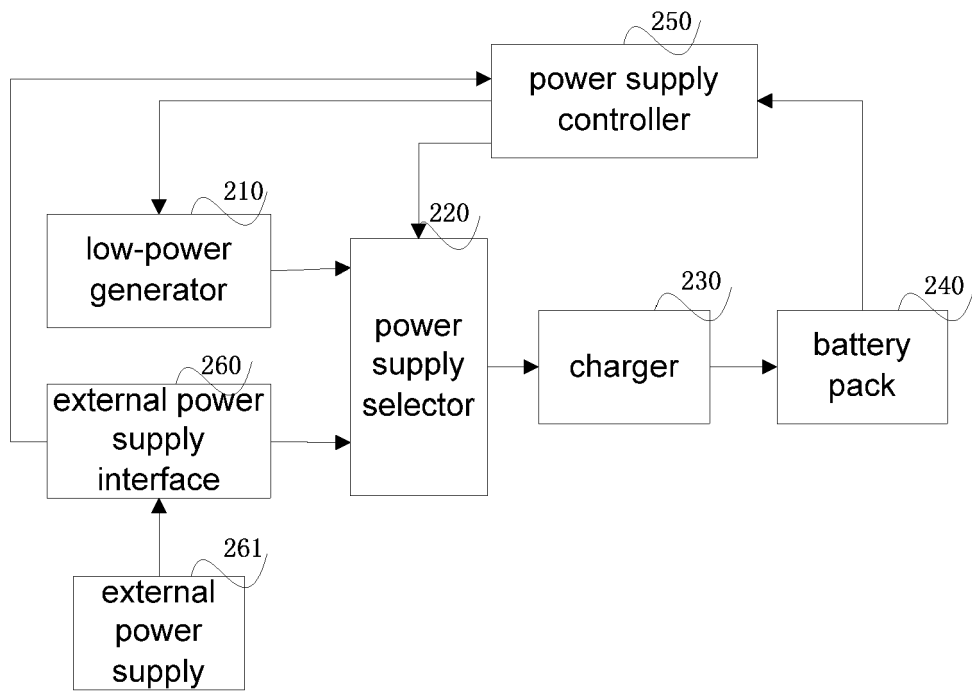 250
power supply
controller
210
low-power
generator
220
power
supply
selector
230
charger
240
battery
pack
260
external power
supply
interface
261
external
power
supply